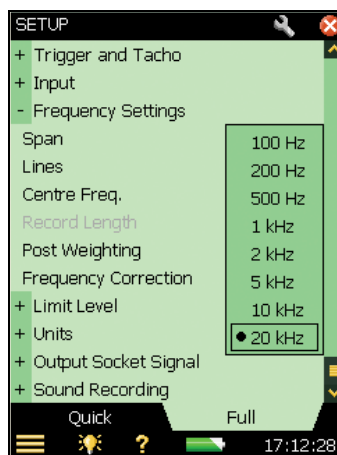 SETUP
+ Trigger and Tacho
+ Input
- Frequency Settings
Span 100 Hz
Lines 200 Hz
Centre Freq. 500 Hz
Record Length 1 kHz
Post Weighting 2 kHz
Frequency Correction 5 kHz
+ Limit Level 10 kHz
+ Units 20 kHz
+ Output Socket Signal
+ Sound Recording
Quick Full
? 17:12:28